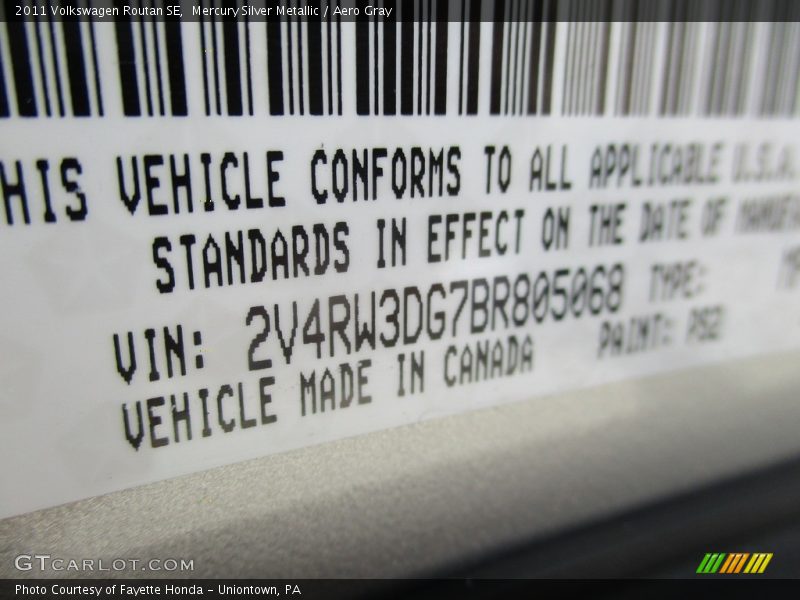 2011 Volkswagen Routan SE, Mercury Silver Metallic / Aero Gray
HIS VEHICLE CONFORMS TO ALL APPLICABLE U.S.A.
STANDARDS IN EFFECT ON THE DATE OF
VIN: 2V4RW3DG7BR805068 TYPE:
VEHICLE MADE IN CANADA PAINT: PS2
GTCARLOT.COM
Photo Courtesy of Fayette Honda - Uniontown, PA